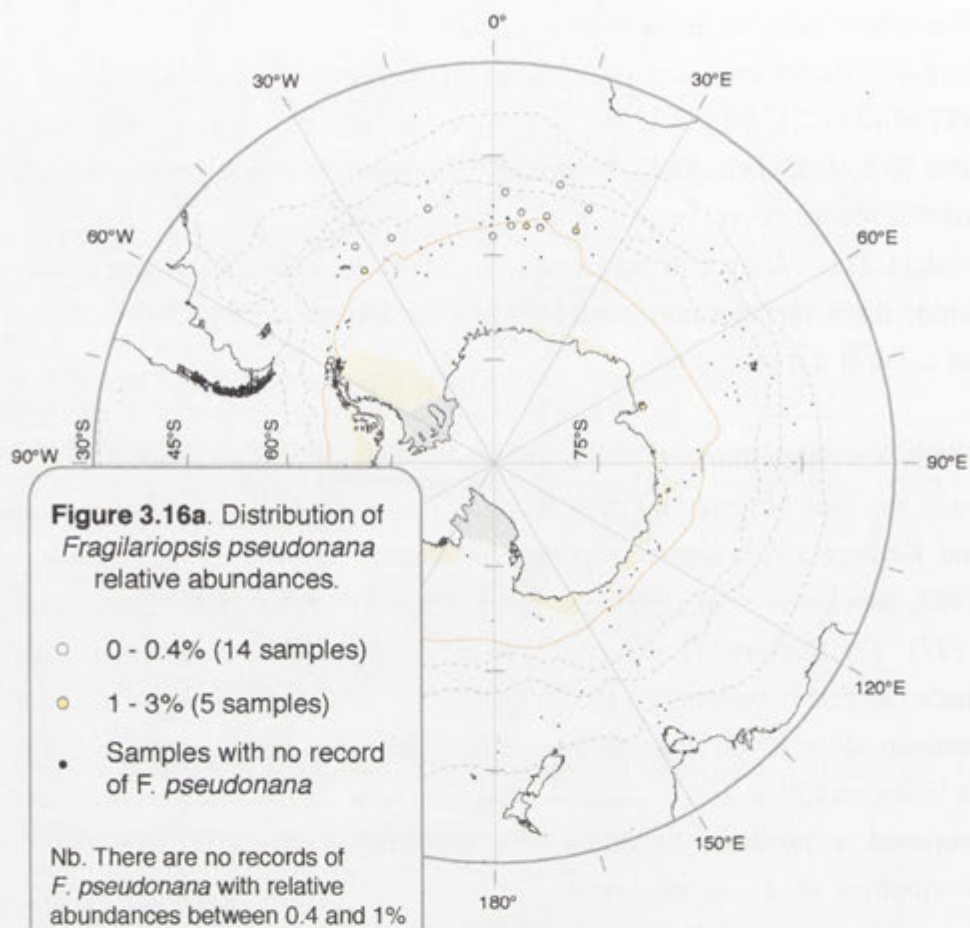 0°
30°W
30°E
60°W
60°E
30°S
45°S
60°S
75°S
90°W
90°E
120°E
150°E
180°
Figure 3.16a. Distribution of
Fragilariopsis pseudonana
relative abundances.
0 - 0.4% (14 samples)
1 - 3% (5 samples)
Samples with no record
of F. pseudonana
Nb. There are no records of
F. pseudonana with relative
abundances between 0.4 and 1%